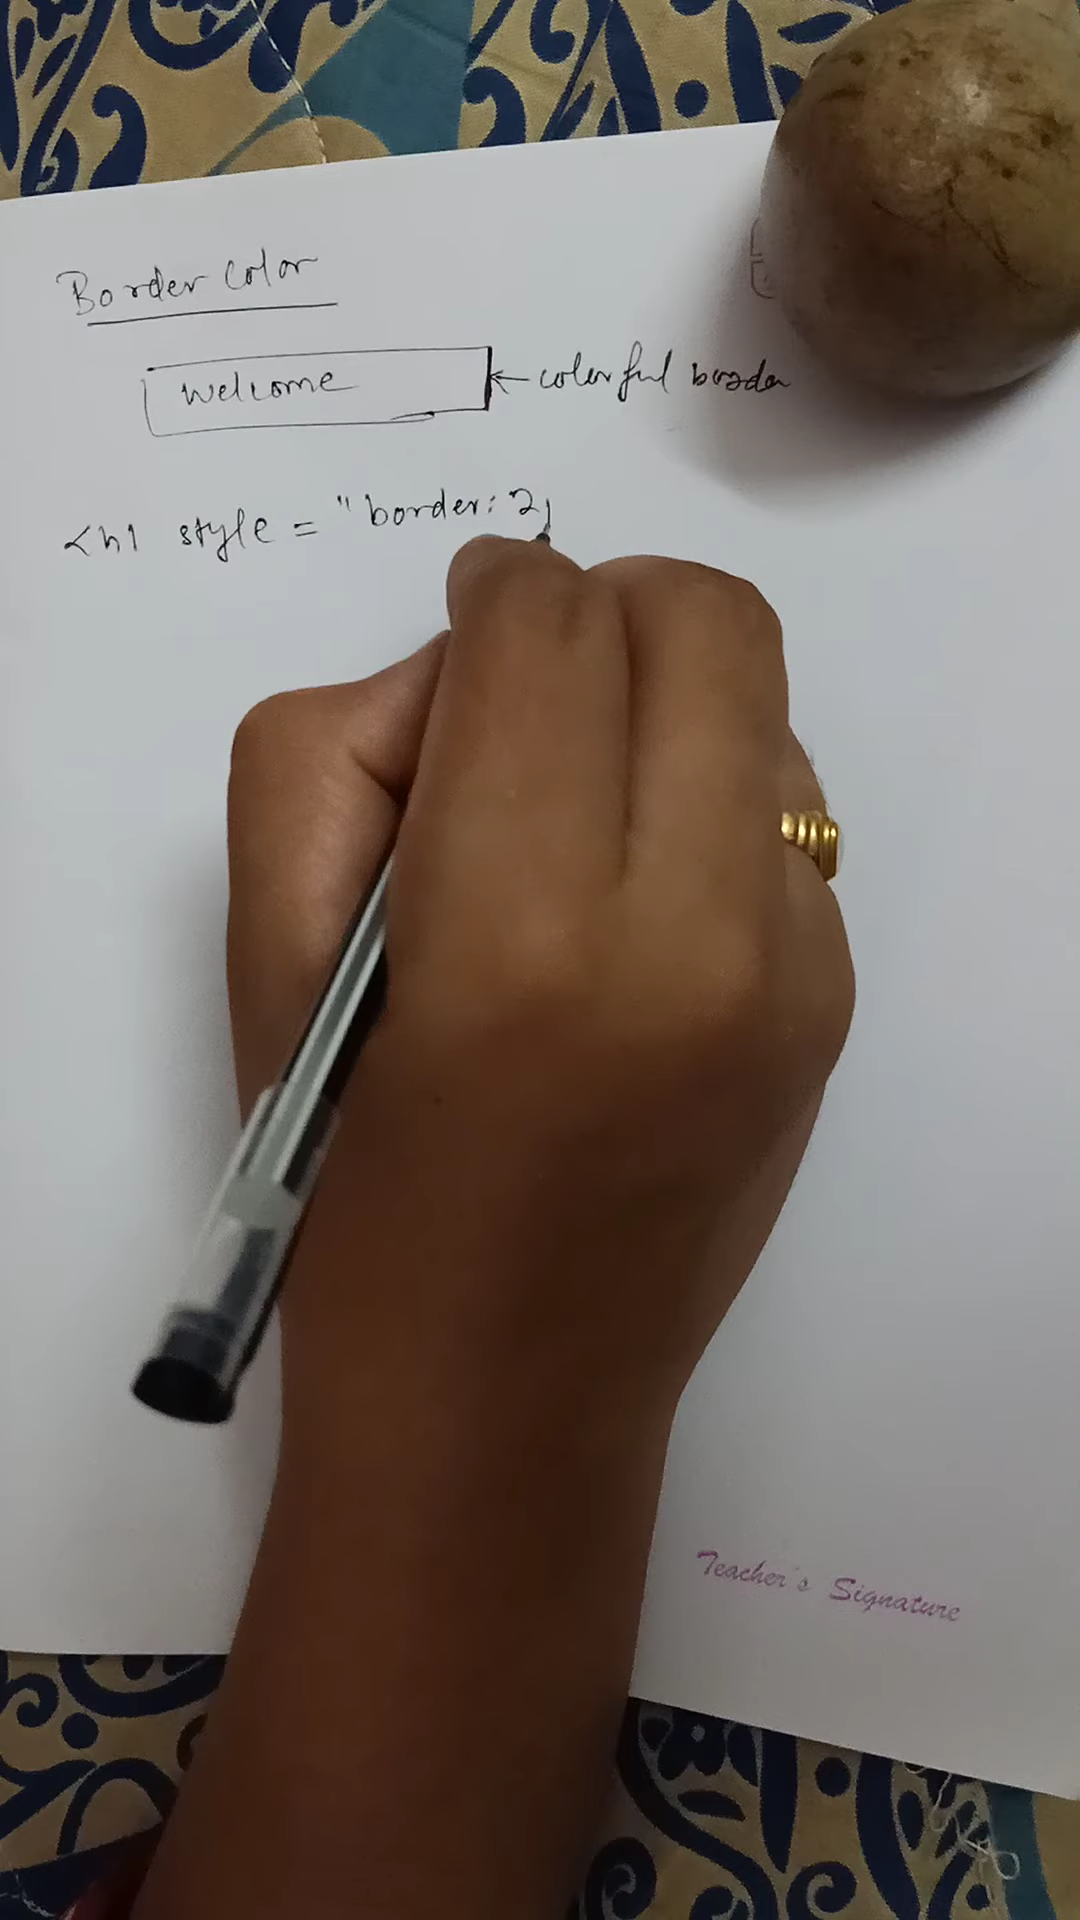 Border Color
Welcome ← colorful border
<h1 style = "border: 2
Teacher's Signature